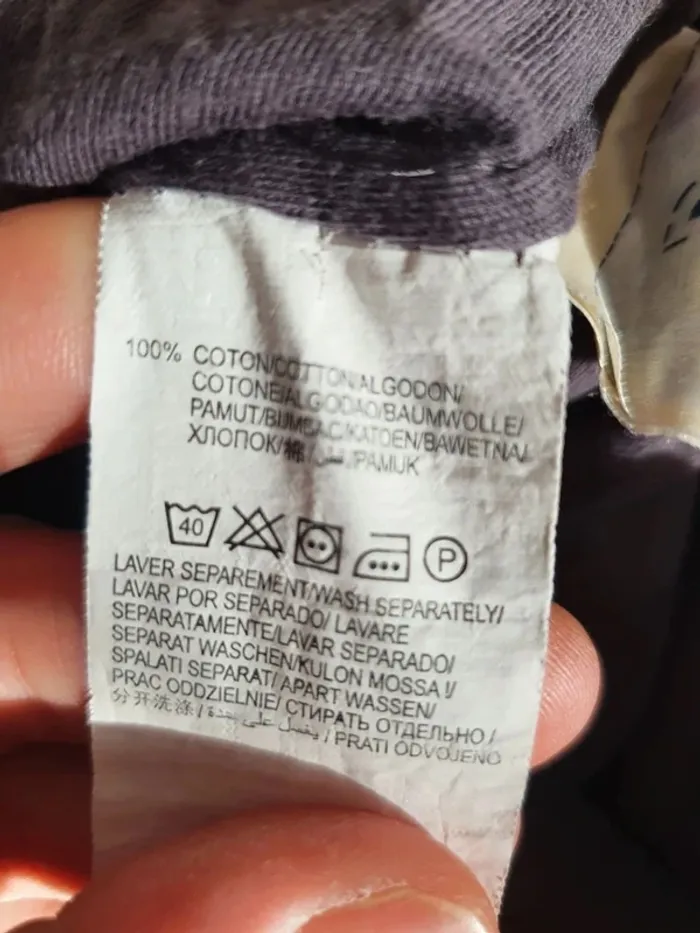 100% COTON/COTTON/ALGODON/
COTONE/ALGODAO/BAUMWOLLE/
PAMUT/BUMBAC/KATOEN/BAWEŁNA/
ХЛОПОК/棉/قطن/PAMUK
40
P
LAVER SEPAREMENT/WASH SEPARATELY/
LAVAR POR SEPARADO/ LAVARE
SEPARATAMENTE/LAVAR SEPARADO/
SEPARAT WASCHEN/KULON MOSSA !/
SPALATI SEPARAT/ APART WASSEN/
PRAC ODDZIELNIE/ СТИРАТЬ ОТДЕЛЬНО /
分开洗涤/ يغسل على حدة / PRATI ODVOJENO